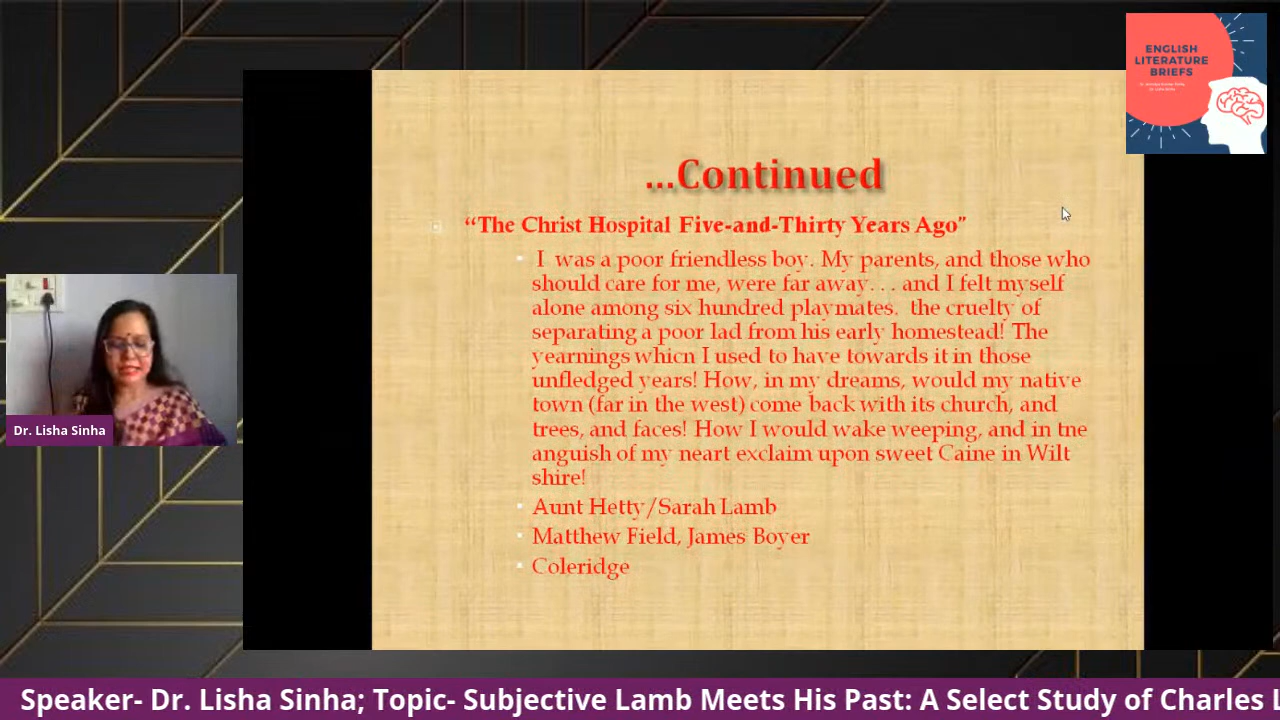 ENGLISH
LITERATURE
BRIEFS
...Continued
“The Christ Hospital Five-and-Thirty Years Ago”
I was a poor friendless boy. My parents, and those who
should care for me, were far away. . . and I felt myself
alone among six hundred playmates. the cruelty of
separating a poor lad from his early homestead! The
yearnings whicn I used to have towards it in those
unfledged years! How, in my dreams, would my native
town (far in the west) come back with its church, and
trees, and faces! How I would wake weeping, and in tne
anguish of my neart exclaim upon sweet Caine in Wilt
shire!
Aunt Hetty/Sarah Lamb
Matthew Field, James Boyer
Coleridge
Dr. Lisha Sinha
Speaker- Dr. Lisha Sinha; Topic- Subjective Lamb Meets His Past: A Select Study of Charles L